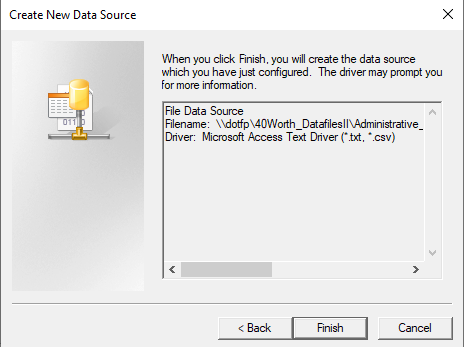 Create New Data Source
When you click Finish, you will create the data source
which you have just configured.  The driver may prompt you
for more information.
File Data Source
Filename:  \\dotfp\40Worth_DatafilesII\Administrative_
Driver:  Microsoft Access Text Driver (*.txt, *.csv)
< Back
Finish
Cancel